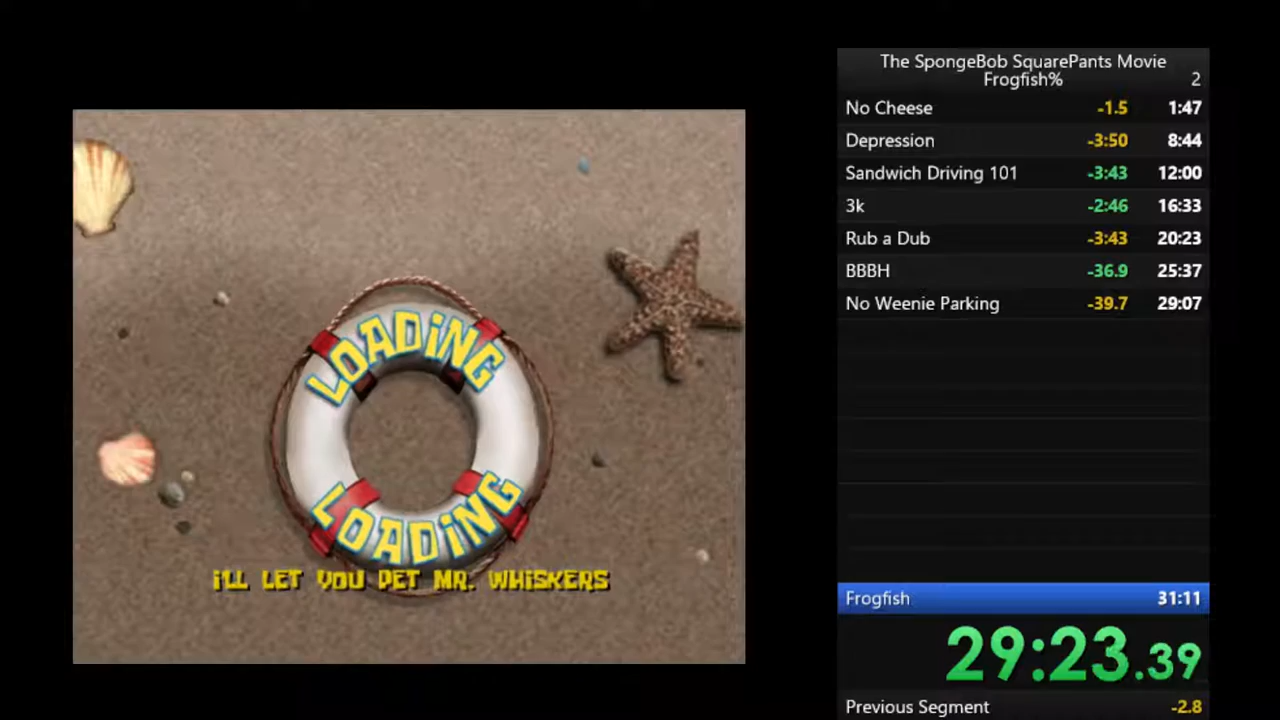 LOADING
LOADING
I'LL LET YOU PET MR. WHISKERS
The SpongeBob SquarePants Movie
Frogfish% 2
No Cheese -1.5 1:47
Depression -3:50 8:44
Sandwich Driving 101 -3:43 12:00
3k -2:46 16:33
Rub a Dub -3:43 20:23
BBBH -36.9 25:37
No Weenie Parking -39.7 29:07
Frogfish 31:11
29:23.39
Previous Segment -2.8